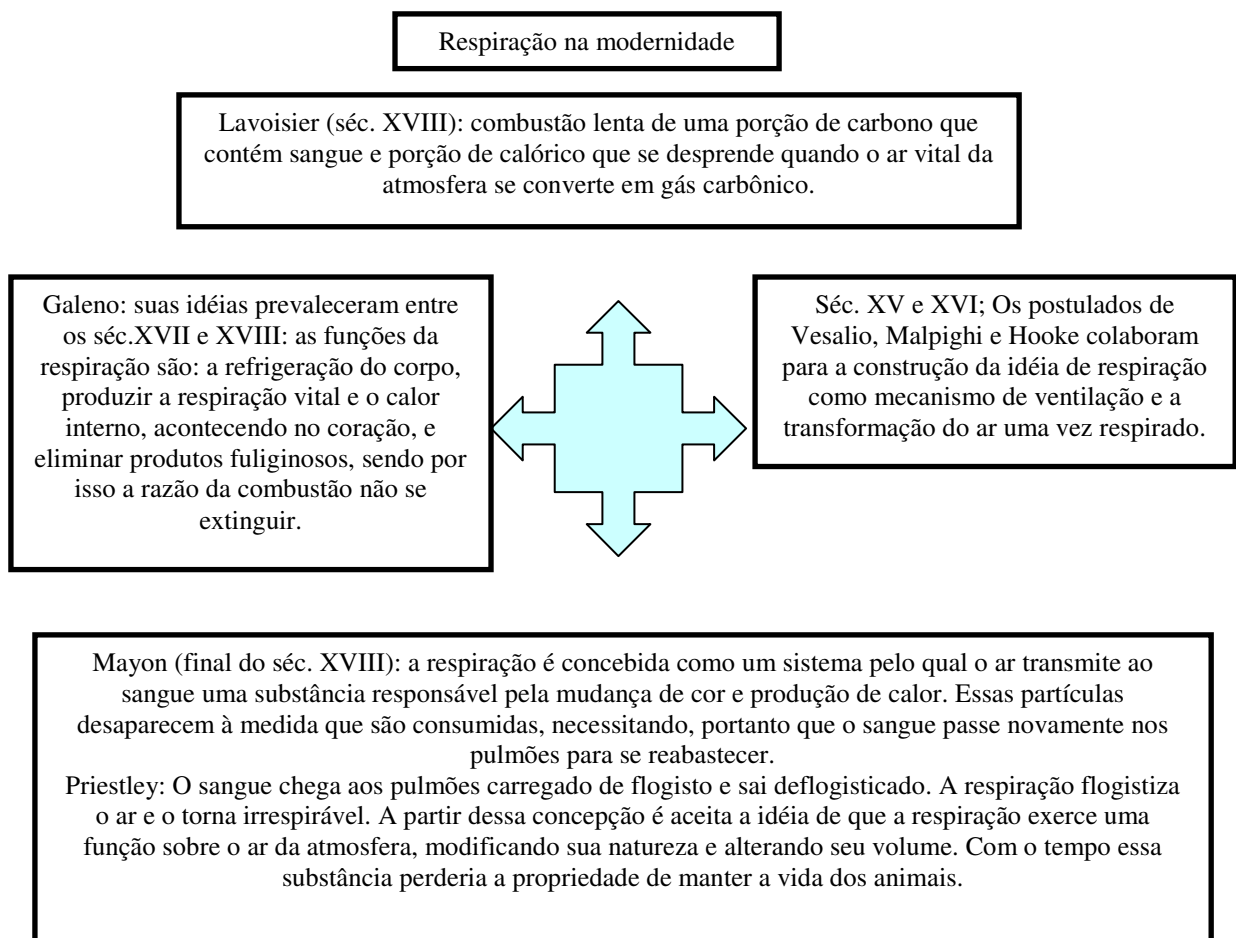 Respiração na modernidade
Lavoisier (séc. XVIII): combustão lenta de uma porção de carbono que
contém sangue e porção de calórico que se desprende quando o ar vital da
atmosfera se converte em gás carbônico.
Galeno: suas idéias prevaleceram entre
os séc.XVII e XVIII: as funções da
respiração são: a refrigeração do corpo,
produzir a respiração vital e o calor
interno, acontecendo no coração, e
eliminar produtos fuliginosos, sendo por
isso a razão da combustão não se
extinguir.
Séc. XV e XVI; Os postulados de
Vesalio, Malpighi e Hooke colaboram
para a construção da idéia de respiração
como mecanismo de ventilação e a
transformação do ar uma vez respirado.
Mayon (final do séc. XVIII): a respiração é concebida como um sistema pelo qual o ar transmite ao
sangue uma substância responsável pela mudança de cor e produção de calor. Essas partículas
desaparecem à medida que são consumidas, necessitando, portanto que o sangue passe novamente nos
pulmões para se reabastecer.
Priestley: O sangue chega aos pulmões carregado de flogisto e sai deflogisticado. A respiração flogistiza
o ar e o torna irrespirável. A partir dessa concepção é aceita a idéia de que a respiração exerce uma
função sobre o ar da atmosfera, modificando sua natureza e alterando seu volume. Com o tempo essa
substância perderia a propriedade de manter a vida dos animais.